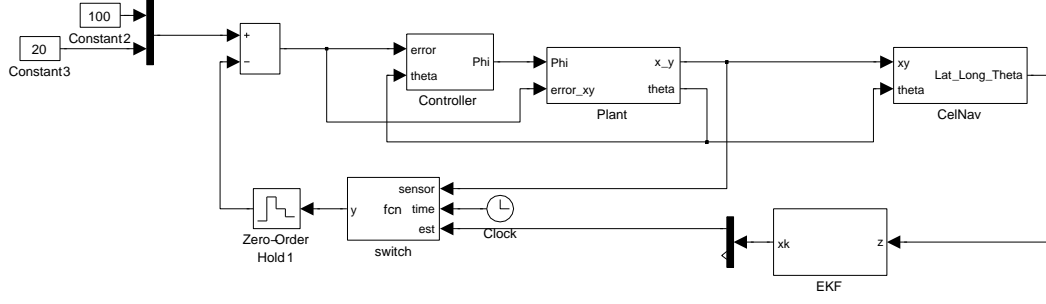 100
Constant2
20
Constant3
+
−
error
theta
Phi
Controller
Phi
error_xy
x_y
theta
Plant
xy
theta
Lat_Long_Theta
CelNav
sensor
time
est
fcn
y
switch
Clock
Zero-Order
Hold1
xk
z
EKF